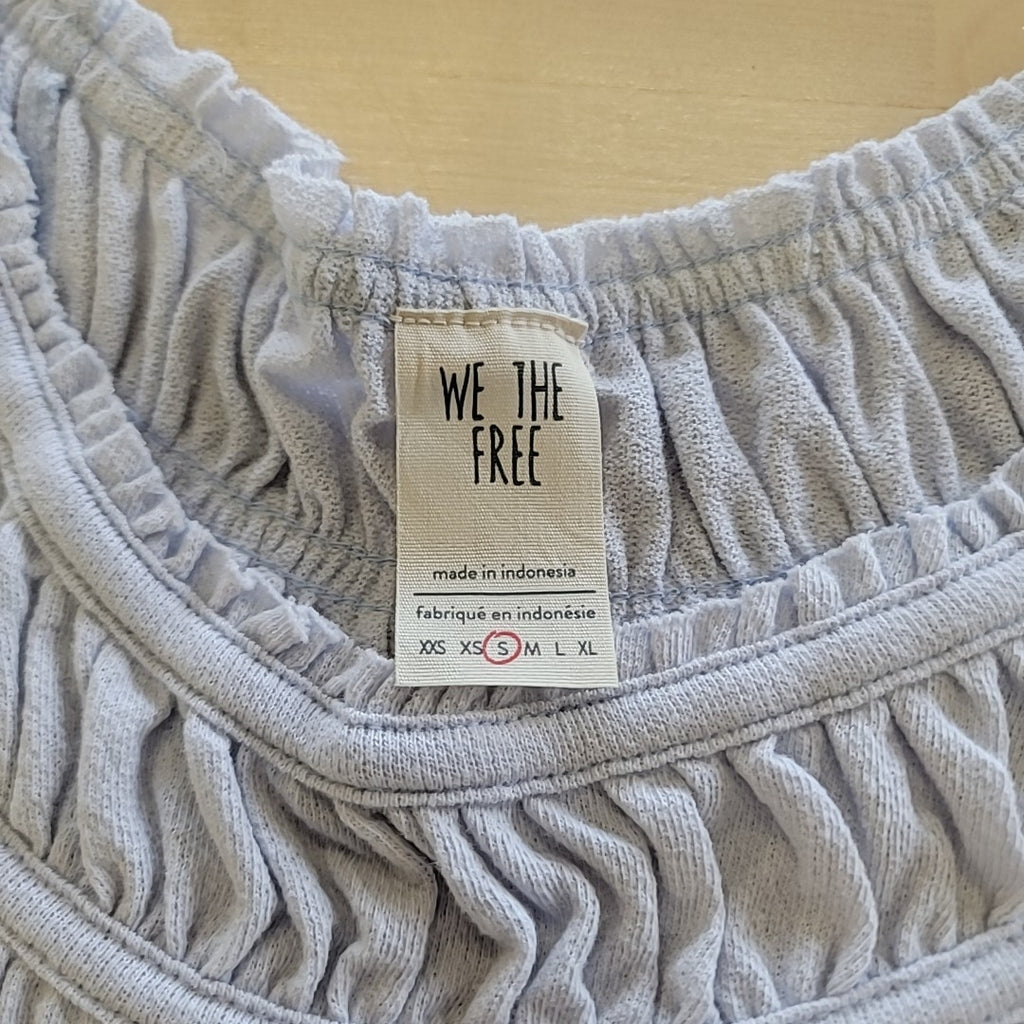 WE THE
FREE
made in indonesia
fabriqué en indonésie
XXS XS S M L XL